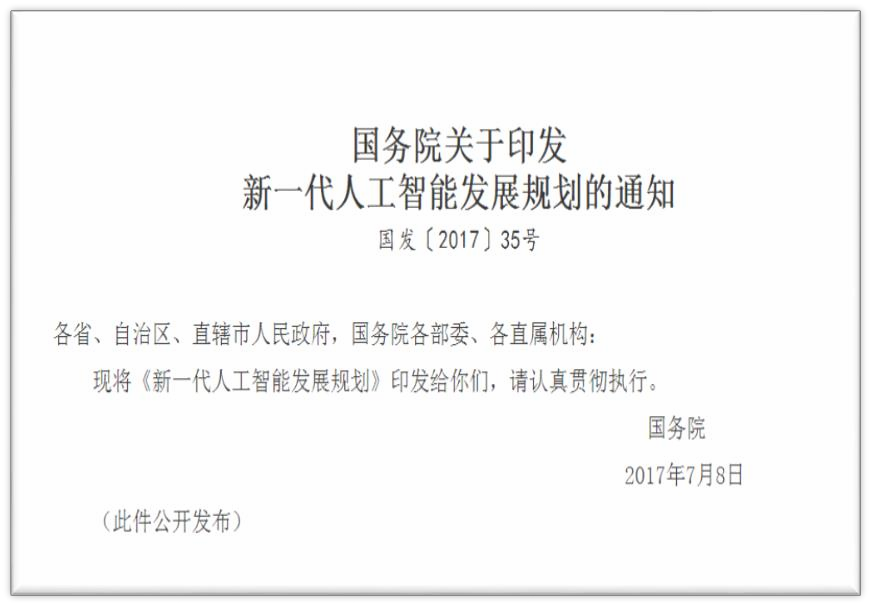 国务院关于印发
新一代人工智能发展规划的通知
国发〔2017〕35号
各省、自治区、直辖市人民政府，国务院各部委、各直属机构：
现将《新一代人工智能发展规划》印发给你们，请认真贯彻执行。
国务院
2017年7月8日
（此件公开发布）